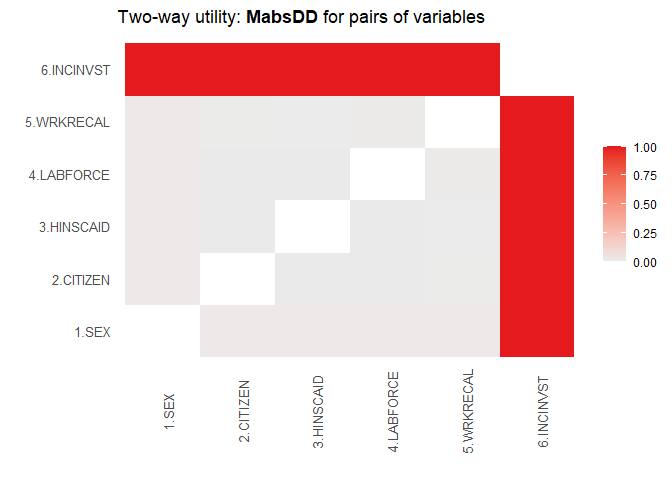 Two-way utility: MabsDD for pairs of variables
6.INCINVST
5.WRKRECAL
4.LABFORCE
3.HINSCAID
2.CITIZEN
1.SEX
1.00
0.75
0.50
0.25
0.00
1.SEX
2.CITIZEN
3.HINSCAID
4.LABFORCE
5.WRKRECAL
6.INCINVST